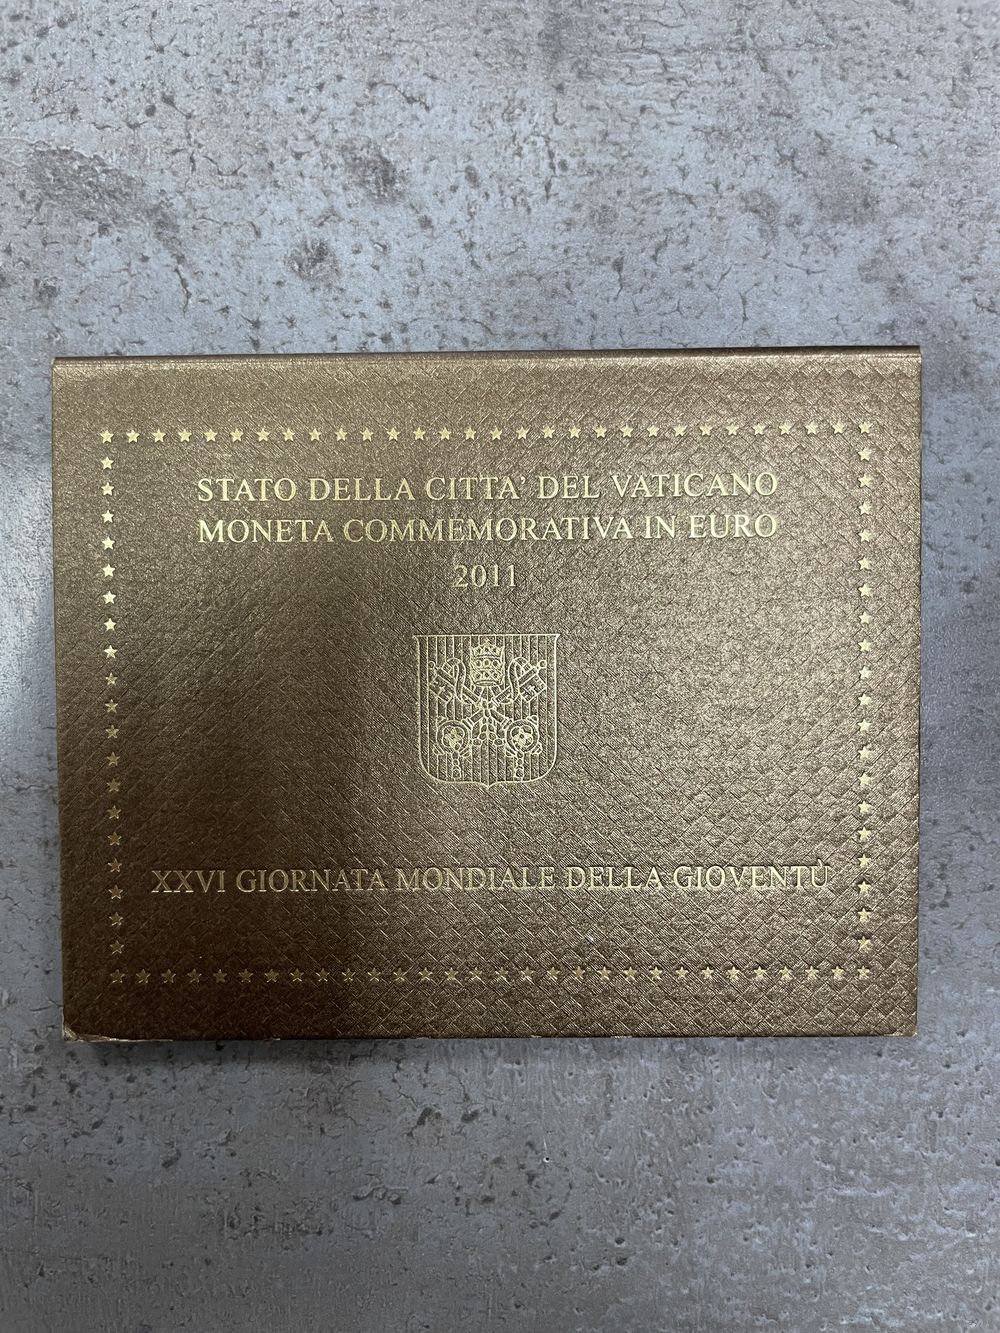 STATO DELLA CITTA' DEL VATICANO
MONETA COMMEMORATIVA IN EURO
2011
XXVI GIORNATA MONDIALE DELLA GIOVENTÙ